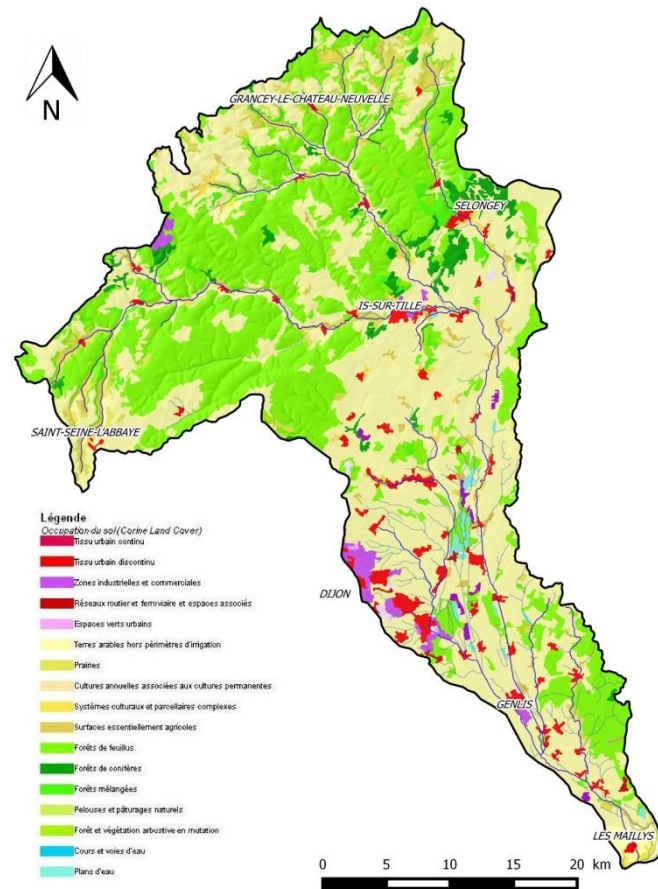 N
GRANCEY-LE-CHATEAU-NEUVELLE
SELONGEY
IS-SUR-TILLE
SAINT-SEINE-L'ABBAYE
DIJON
GENLIS
LES MAILLYS
Légende
Occupation du sol(Corine Land Cover)
Tissu urbain continu
Tissu urbain discontinu
Zones industrielles et commerciales
Réseaux routier et ferroviaire et espaces associés
Espaces verts urbains
Terres arables hors périmètres d'irrigation
Prairies
Cultures annuelles associées aux cultures permanentes
Systèmes culturaux et parcellaires complexes
Surfaces essentiellement agricoles
Forêts de feuillus
Forêts de conifères
Forêts mélangées
Pelouses et pâturages naturels
Forêt et végétation arbustive en mutation
Cours et voies d'eau
Plans d'eau
0 5 10 15 20 km